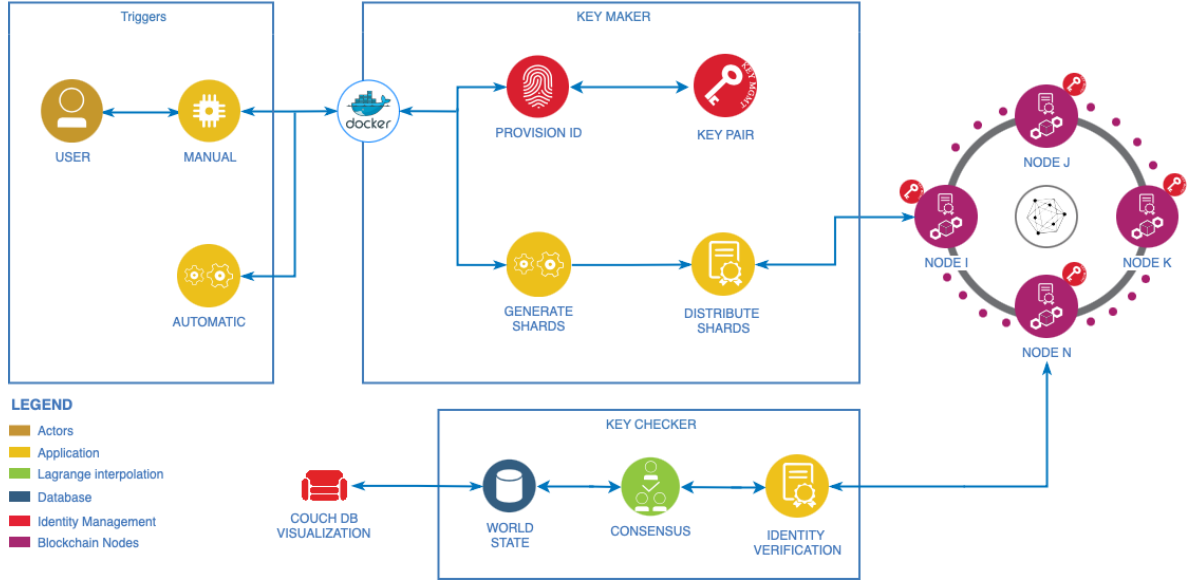 Triggers
KEY MAKER
USER
MANUAL
docker
PROVISION ID
KEY MGMT
KEY PAIR
AUTOMATIC
GENERATE
SHARDS
DISTRIBUTE
SHARDS
NODE J
NODE I
NODE K
NODE N
LEGEND
Actors
Application
Lagrange interpolation
Database
Identity Management
Blockchain Nodes
KEY CHECKER
COUCH DB
VISUALIZATION
WORLD
STATE
CONSENSUS
IDENTITY
VERIFICATION